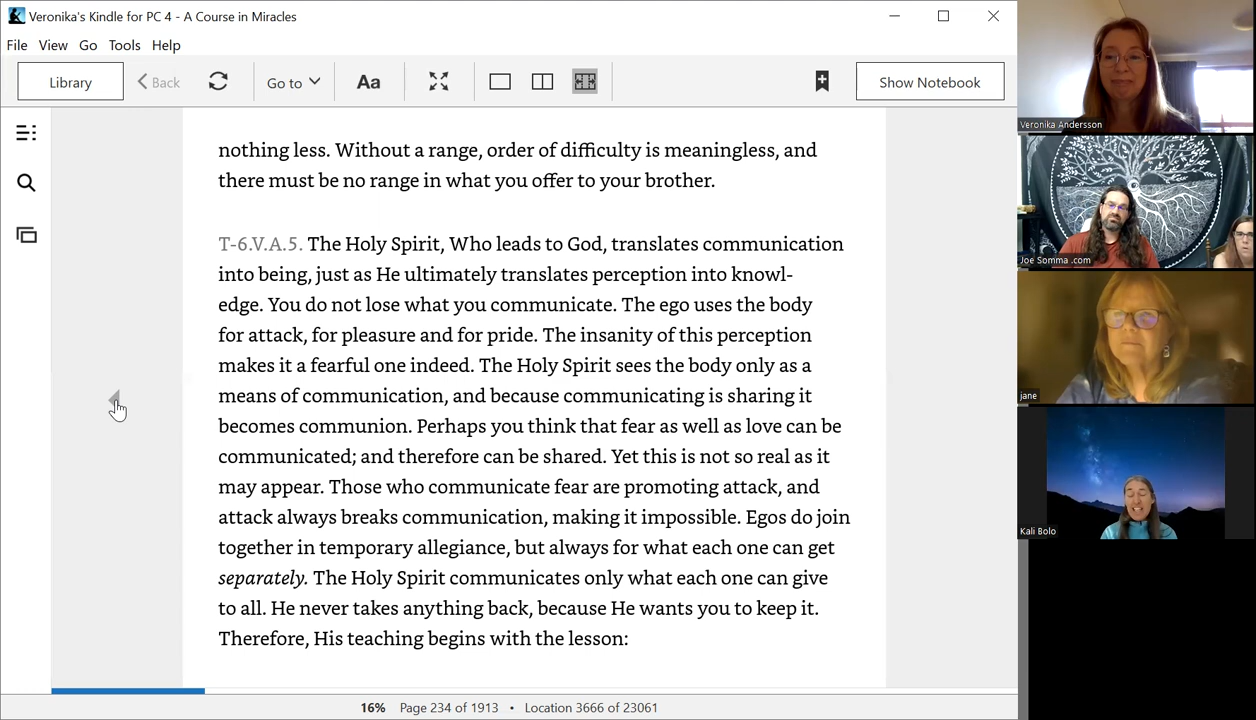 Veronika's Kindle for PC 4 - A Course in Miracles
File View Go Tools Help
Library Back Go to Aa Show Notebook
nothing less. Without a range, order of difficulty is meaningless, and
there must be no range in what you offer to your brother.
T-6.V.A.5. The Holy Spirit, Who leads to God, translates communication
into being, just as He ultimately translates perception into knowl-
edge. You do not lose what you communicate. The ego uses the body
for attack, for pleasure and for pride. The insanity of this perception
makes it a fearful one indeed. The Holy Spirit sees the body only as a
means of communication, and because communicating is sharing it
becomes communion. Perhaps you think that fear as well as love can be
communicated; and therefore can be shared. Yet this is not so real as it
may appear. Those who communicate fear are promoting attack, and
attack always breaks communication, making it impossible. Egos do join
together in temporary allegiance, but always for what each one can get
separately. The Holy Spirit communicates only what each one can give
to all. He never takes anything back, because He wants you to keep it.
Therefore, His teaching begins with the lesson:
16% Page 234 of 1913 • Location 3666 of 23061
Veronika Andersson
Joe Somma .com
jane
Kali Bolo